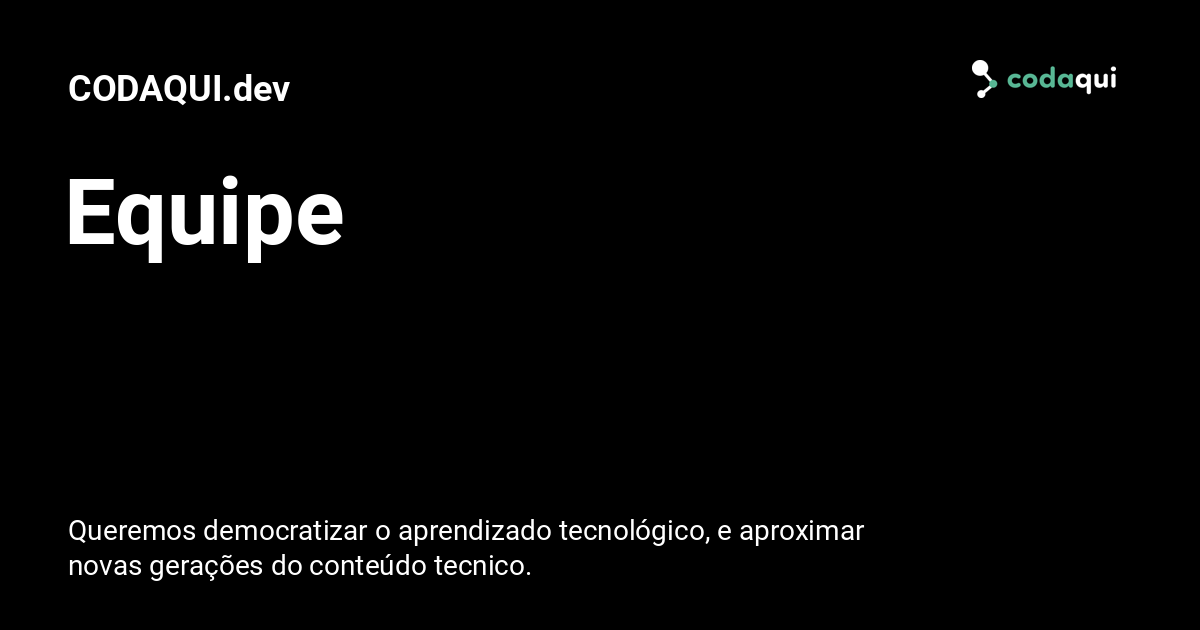 CODAQUI.dev
codaqui
Equipe
Queremos democratizar o aprendizado tecnológico, e aproximar
novas gerações do conteúdo tecnico.